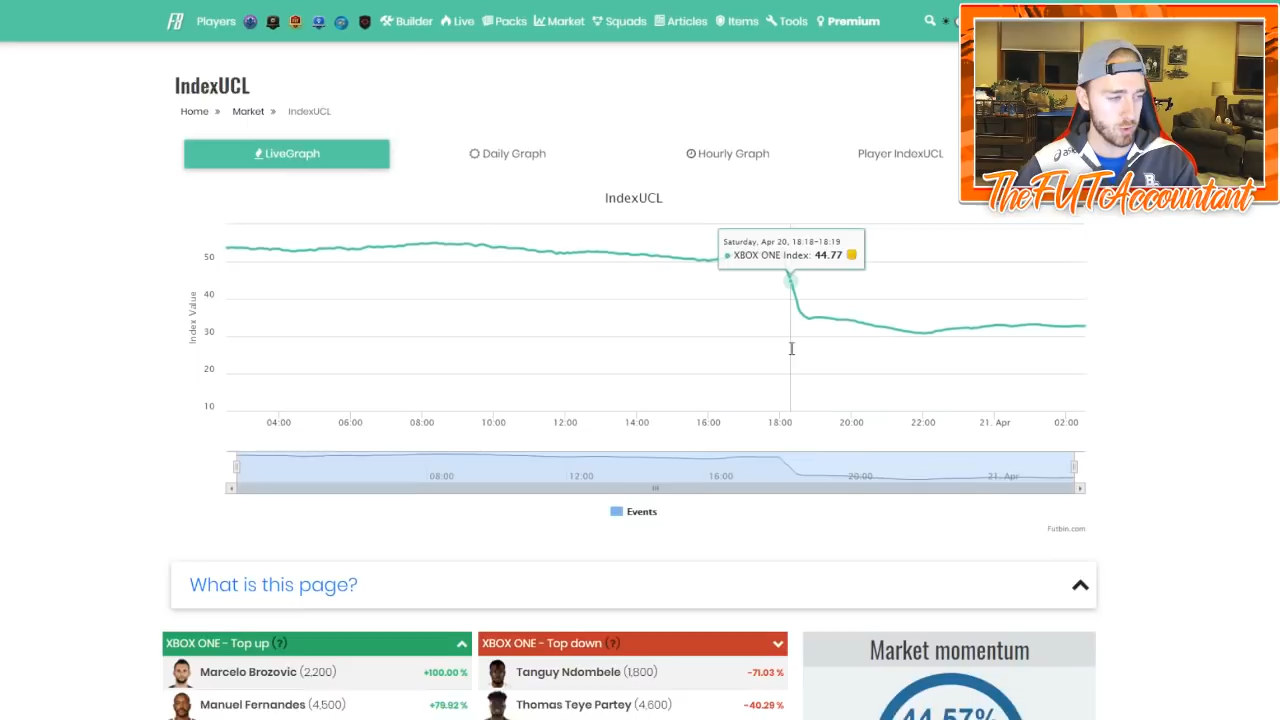 FB Players Builder Live Packs Market Squads Articles Items Tools Premium
IndexUCL
Home » Market » IndexUCL
LiveGraph Daily Graph Hourly Graph Player IndexUCL
TheFUTAccountant
IndexUCL
Saturday, Apr 20, 18:18-18:19
XBOX ONE Index: 44.77
Index Value
50
40
30
20
10
04:00 06:00 08:00 10:00 12:00 14:00 16:00 18:00 20:00 22:00 21. Apr 02:00
08:00 12:00 16:00 20:00 21. Apr
Events
Futbin.com
What is this page?
XBOX ONE - Top up (?)
Marcelo Brozovic (2,200) +100.00 %
Manuel Fernandes (4,500) +79.92 %
XBOX ONE - Top down (?)
Tanguy Ndombele (1,800) -71.03 %
Thomas Teye Partey (4,600) -40.29 %
Market momentum
44.57%